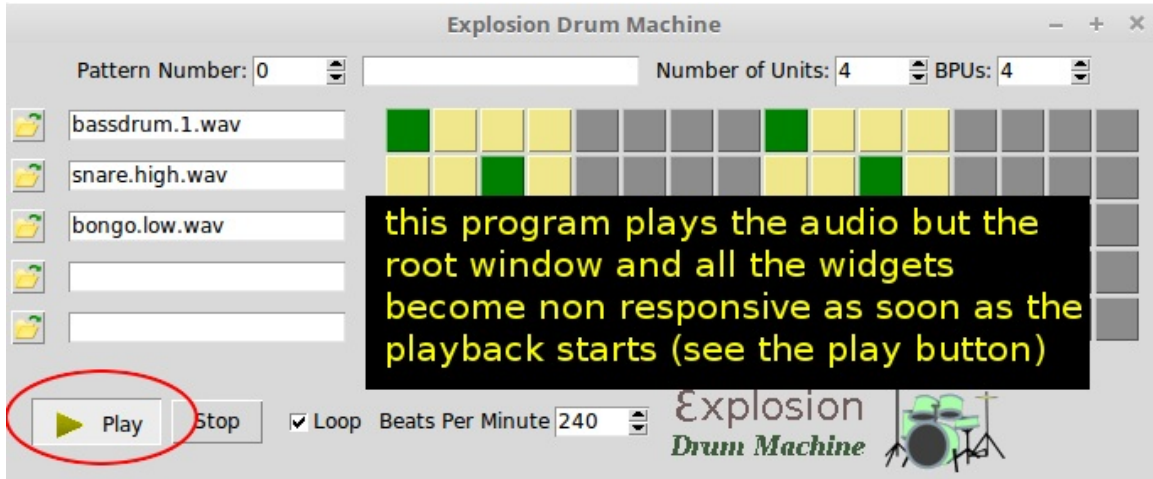 Explosion Drum Machine
Pattern Number: 0 Number of Units: 4 BPUs: 4
bassdrum.1.wav
snare.high.wav
bongo.low.wav
this program plays the audio but the
root window and all the widgets
become non responsive as soon as the
playback starts (see the play button)
Play Stop Loop Beats Per Minute 240
Ɛxplosion
Drum Machine